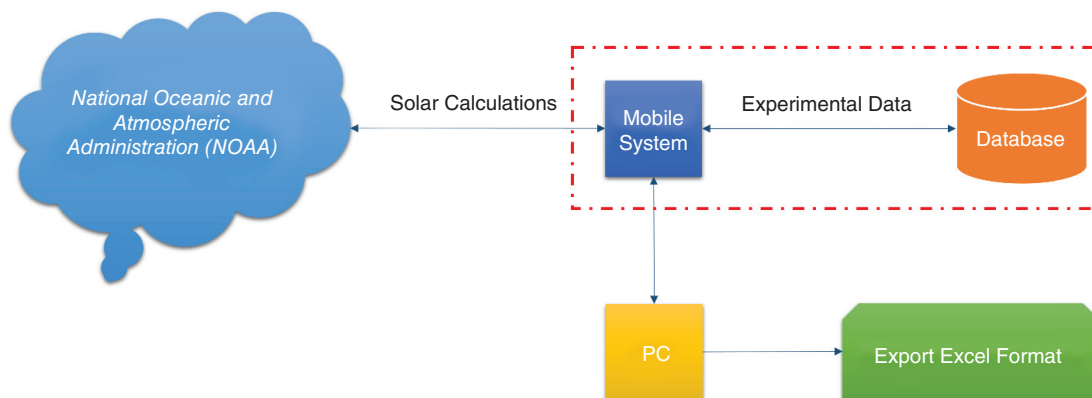 National Oceanic and
Atmospheric
Administration (NOAA)
Solar Calculations
Mobile
System
Experimental Data
Database
PC
Export Excel Format